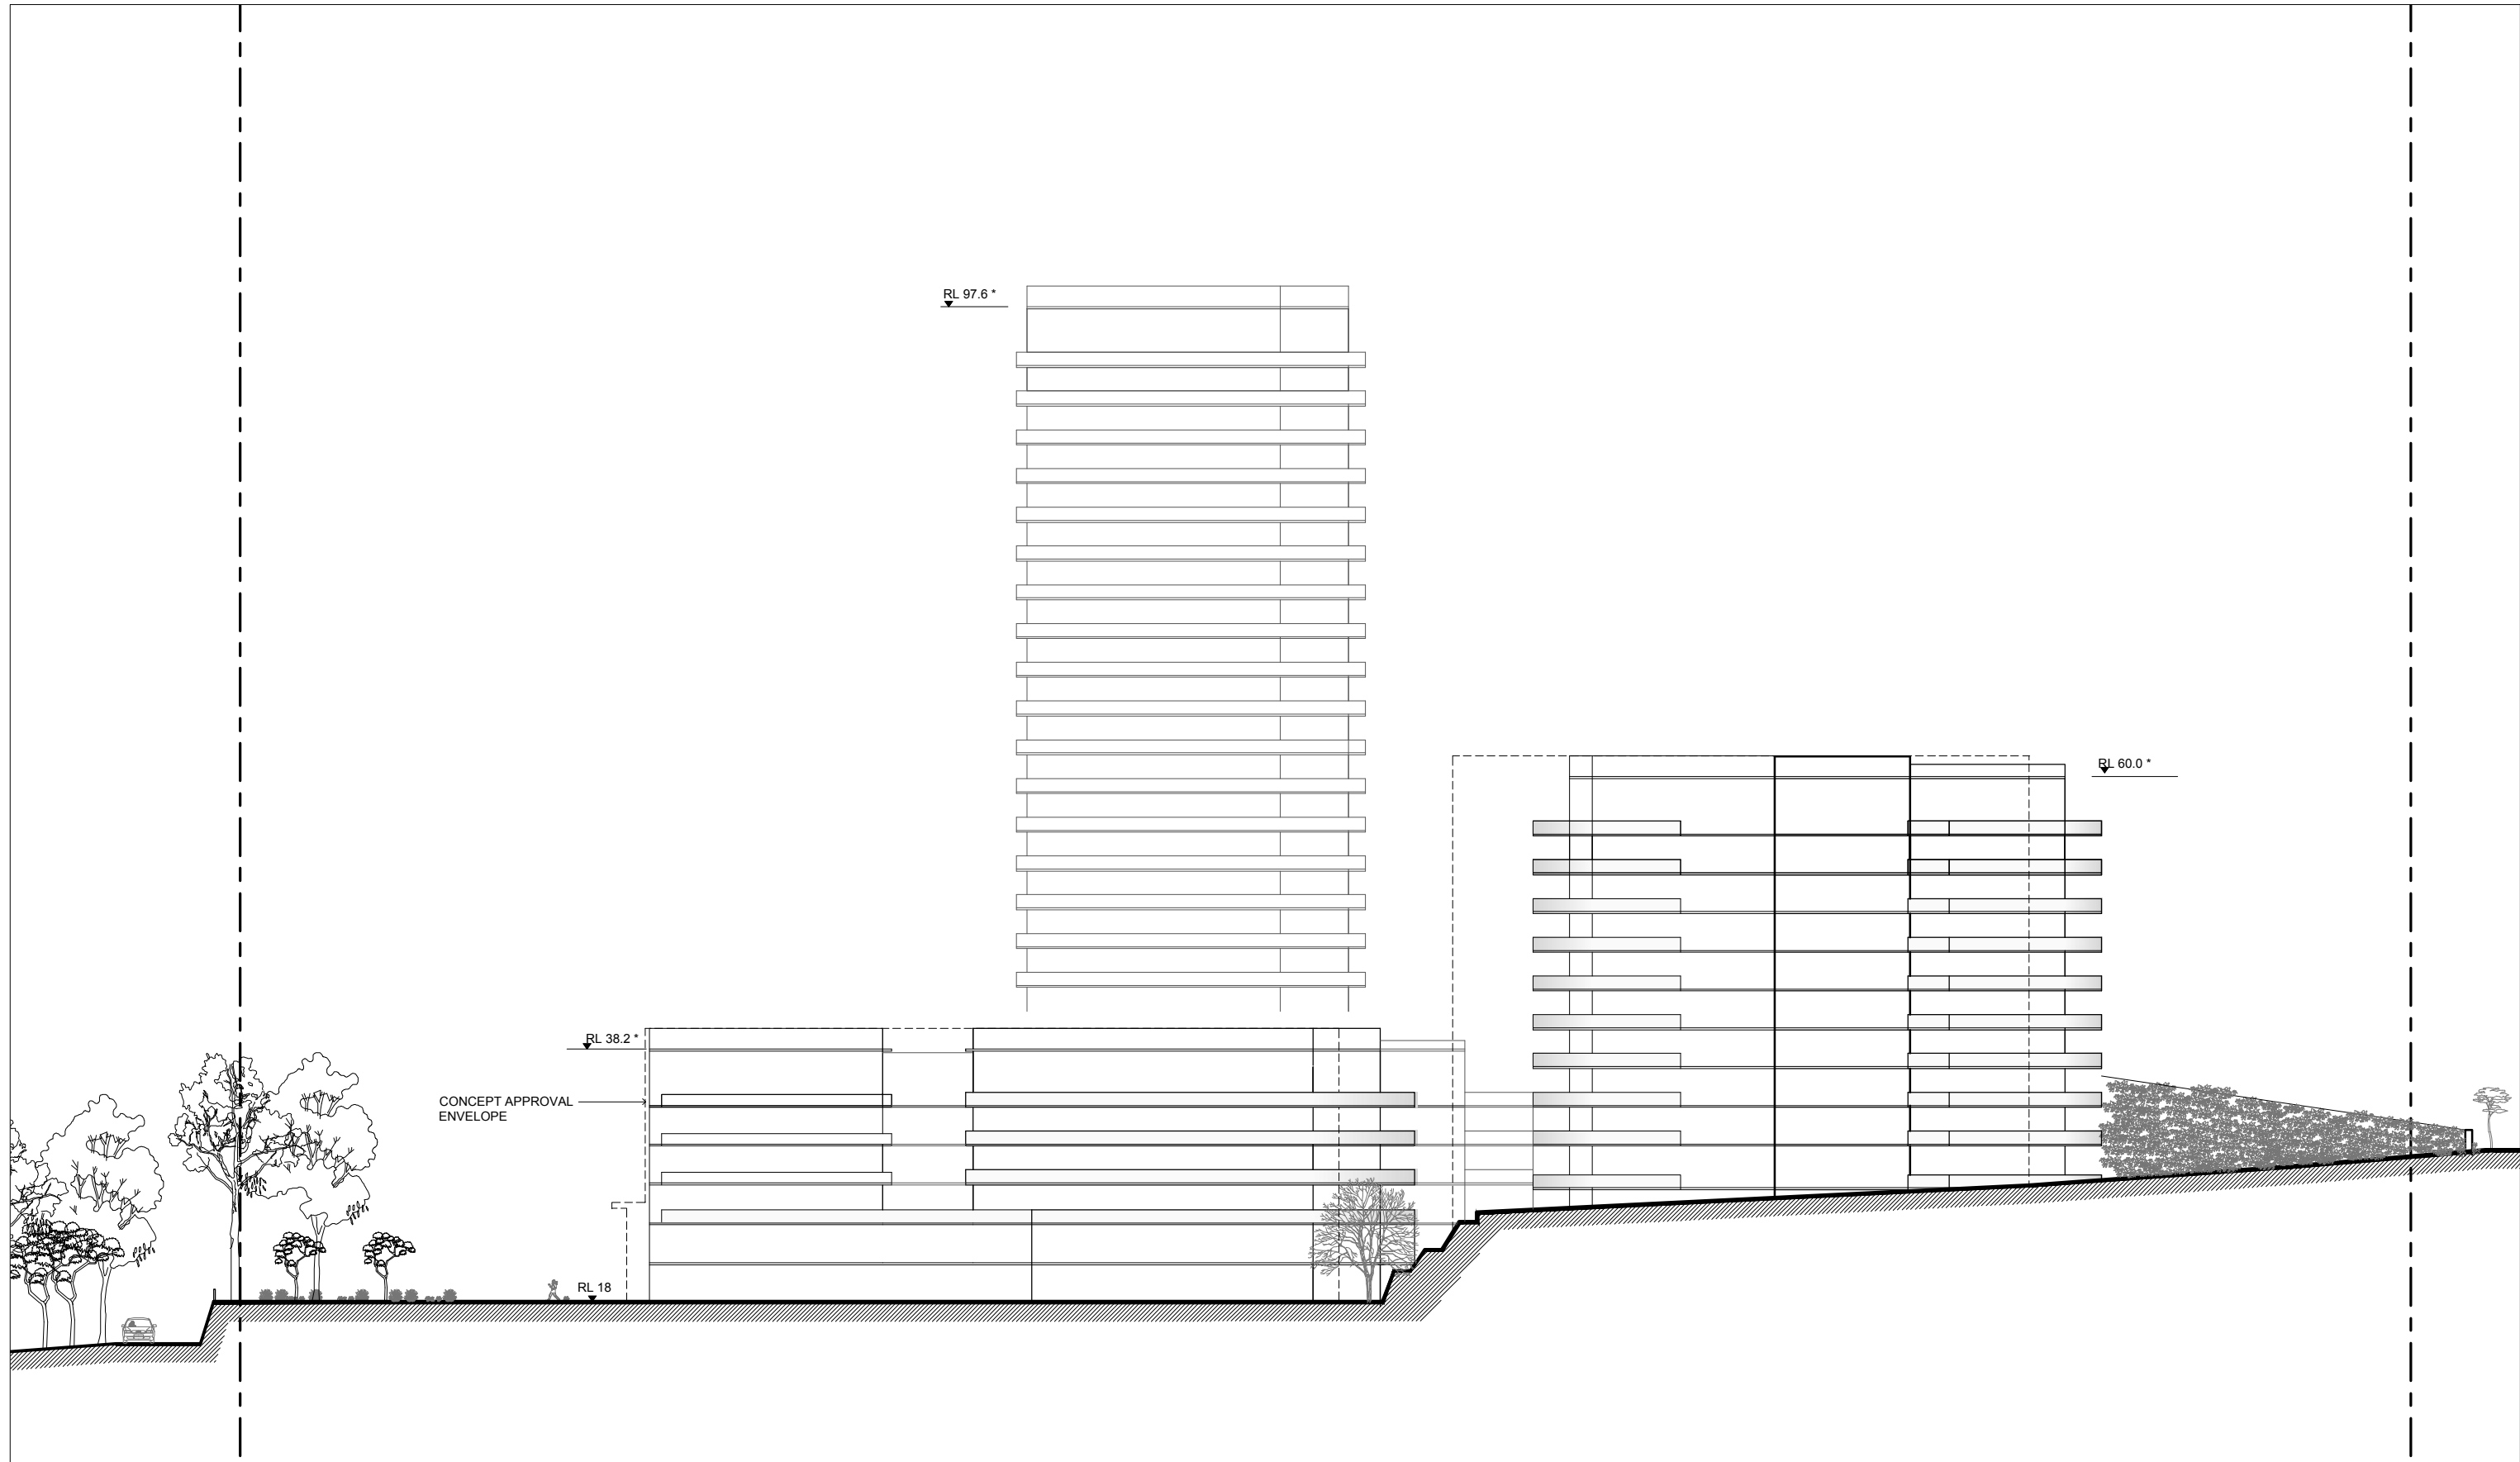 RL 97.6 *
RL 60.0 *
RL 38.2 *
CONCEPT APPROVAL
ENVELOPE
RL 18